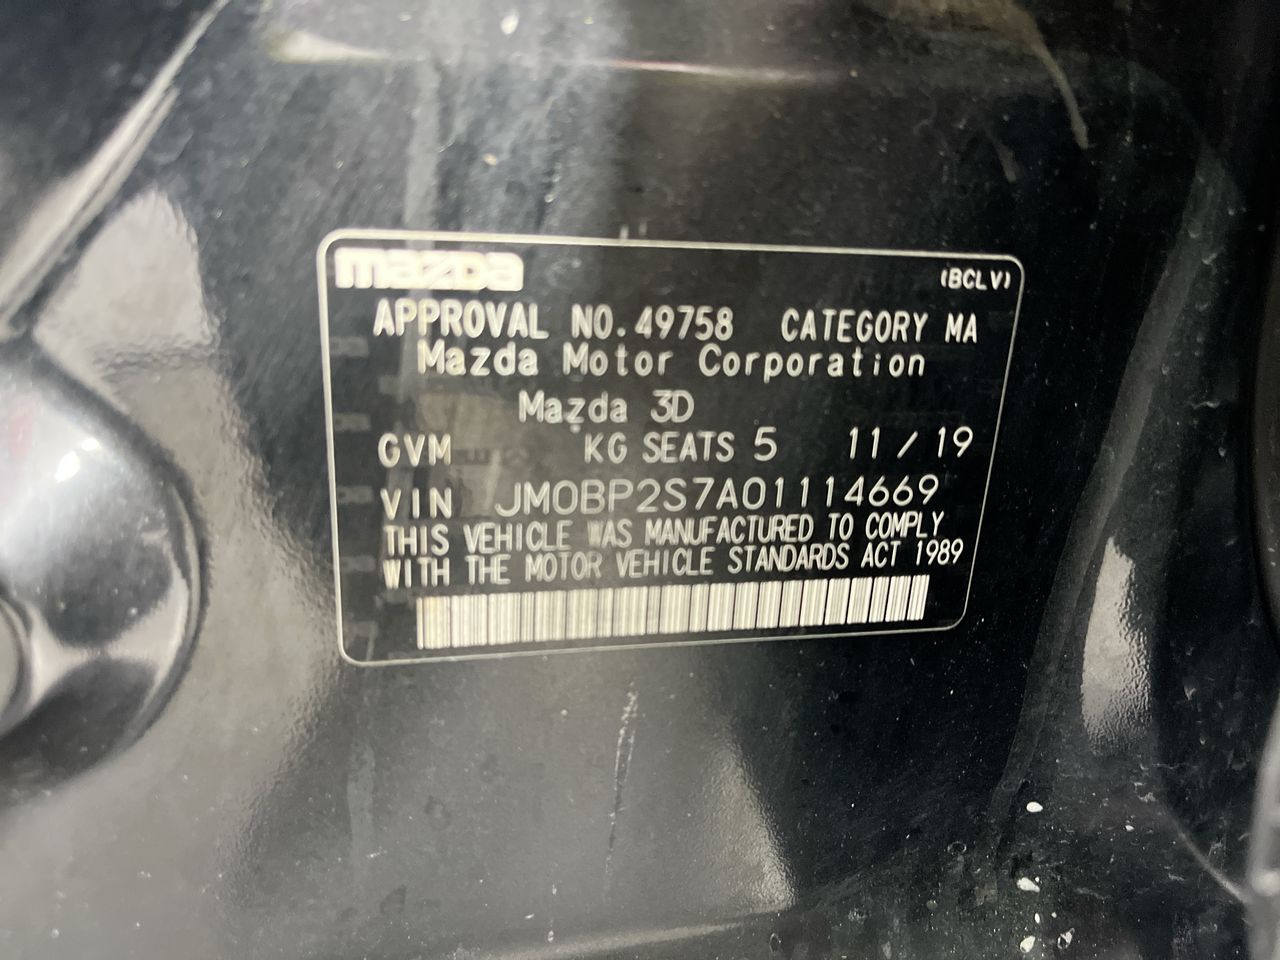 mazda (BCLV)
APPROVAL NO.49758 CATEGORY MA
Mazda Motor Corporation
Mazda 3D
GVM KG SEATS 5 11/19
VIN JM0BP2S7A01114669
THIS VEHICLE WAS MANUFACTURED TO COMPLY
WITH THE MOTOR VEHICLE STANDARDS ACT 1989